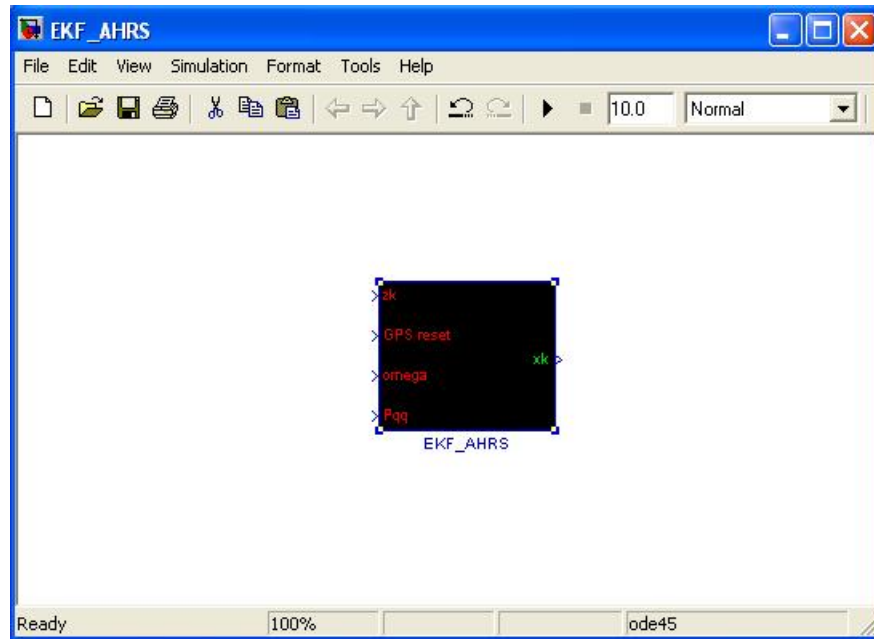 EKF_AHRS
File Edit View Simulation Format Tools Help
10.0 Normal
zk
GPS reset
xk
omega
Pqq
EKF_AHRS
Ready 100% ode45